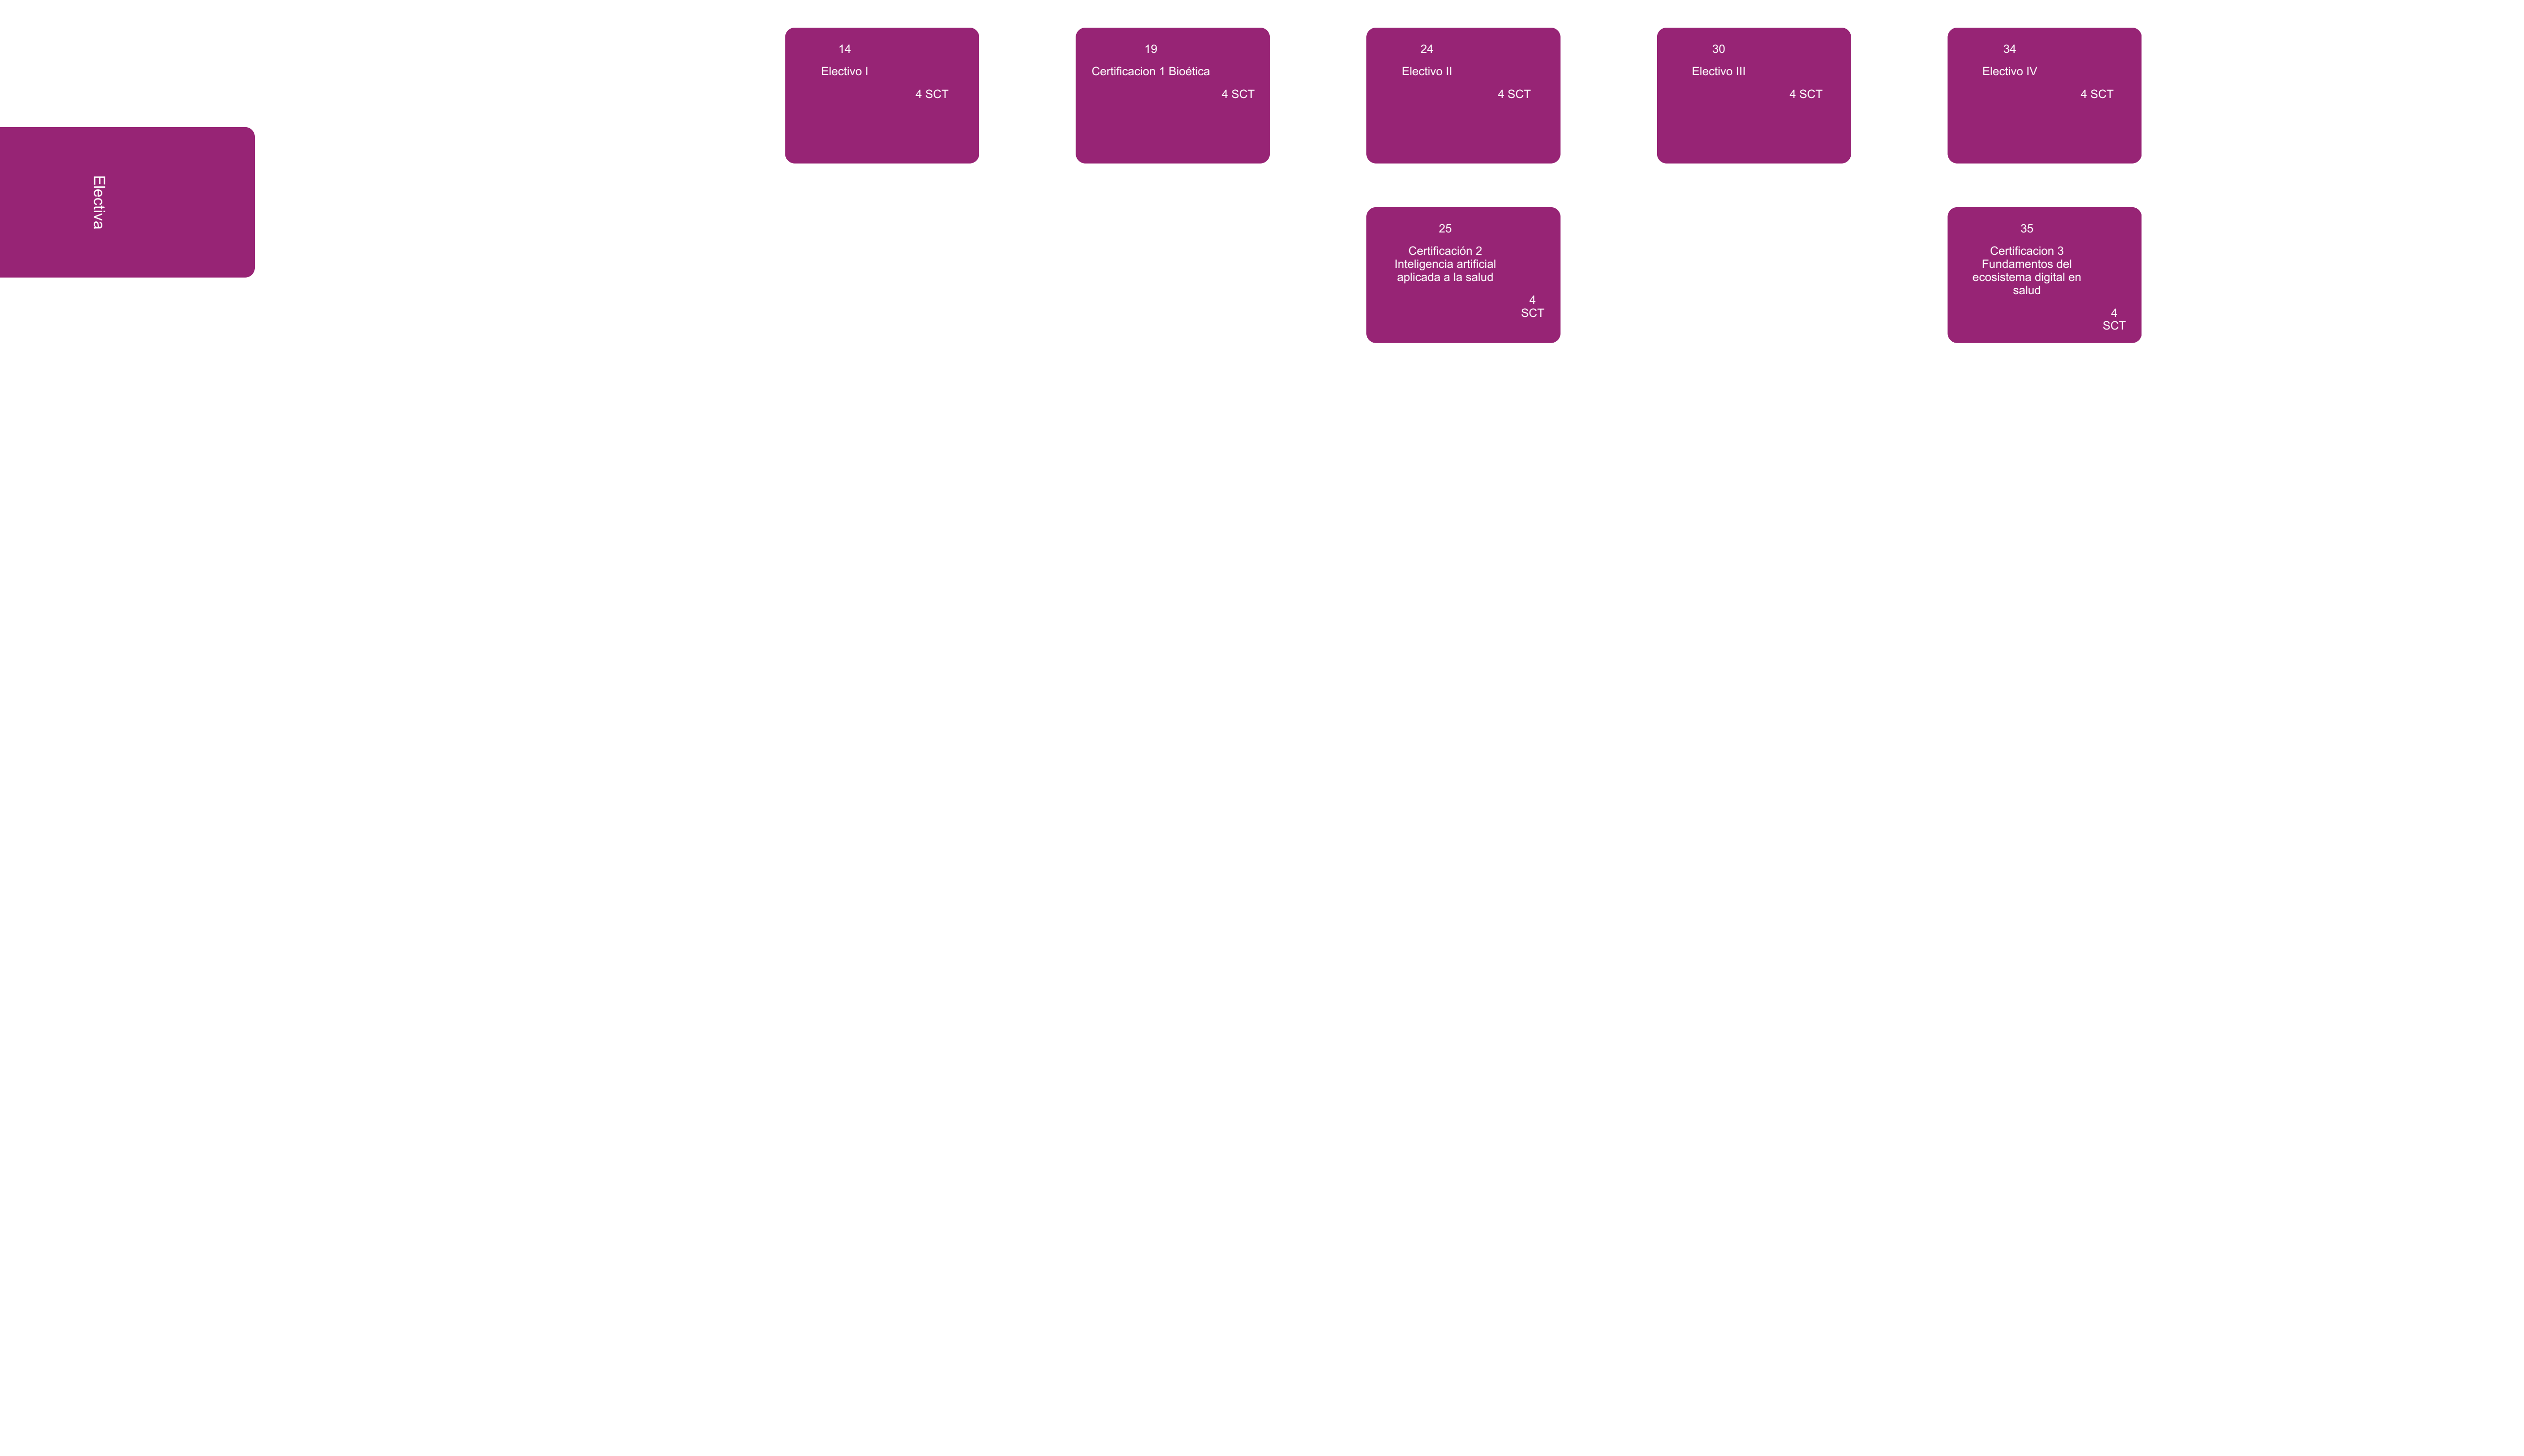 Electiva
14
Electivo I
4 SCT
19
Certificacion 1 Bioética
4 SCT
24
Electivo II
4 SCT
30
Electivo III
4 SCT
34
Electivo IV
4 SCT
25
Certificación 2
Inteligencia artificial
aplicada a la salud
4
SCT
35
Certificacion 3
Fundamentos del
ecosistema digital en
salud
4
SCT